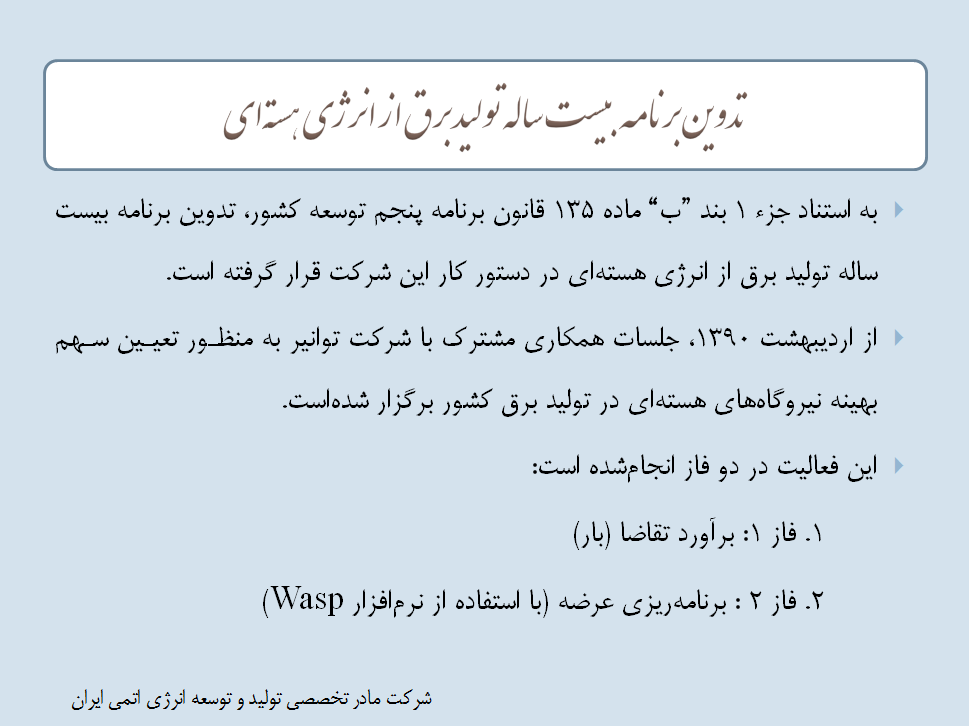 تدوین برنامه بیست ساله تولید برق از انرژی هسته‌ای
به استناد جزء ۱ بند ”ب“ ماده ۱۳۵ قانون برنامه پنجم توسعه کشور، تدوین برنامه بیست
ساله تولید برق از انرژی هسته‌ای در دستور کار این شرکت قرار گرفته است.
از اردیبهشت ۱۳۹۰، جلسات همکاری مشترک با شرکت توانیر به منظـور تعیـین سـهم
بهینه نیروگاه‌های هسته‌ای در تولید برق کشور برگزار شده‌است.
این فعالیت در دو فاز انجام‌شده است:
۱. فاز ۱: برآورد تقاضا (بار)
۲. فاز ۲ : برنامه‌ریزی عرضه (با استفاده از نرم‌افزار Wasp)
شرکت مادر تخصصی تولید و توسعه انرژی اتمی ایران